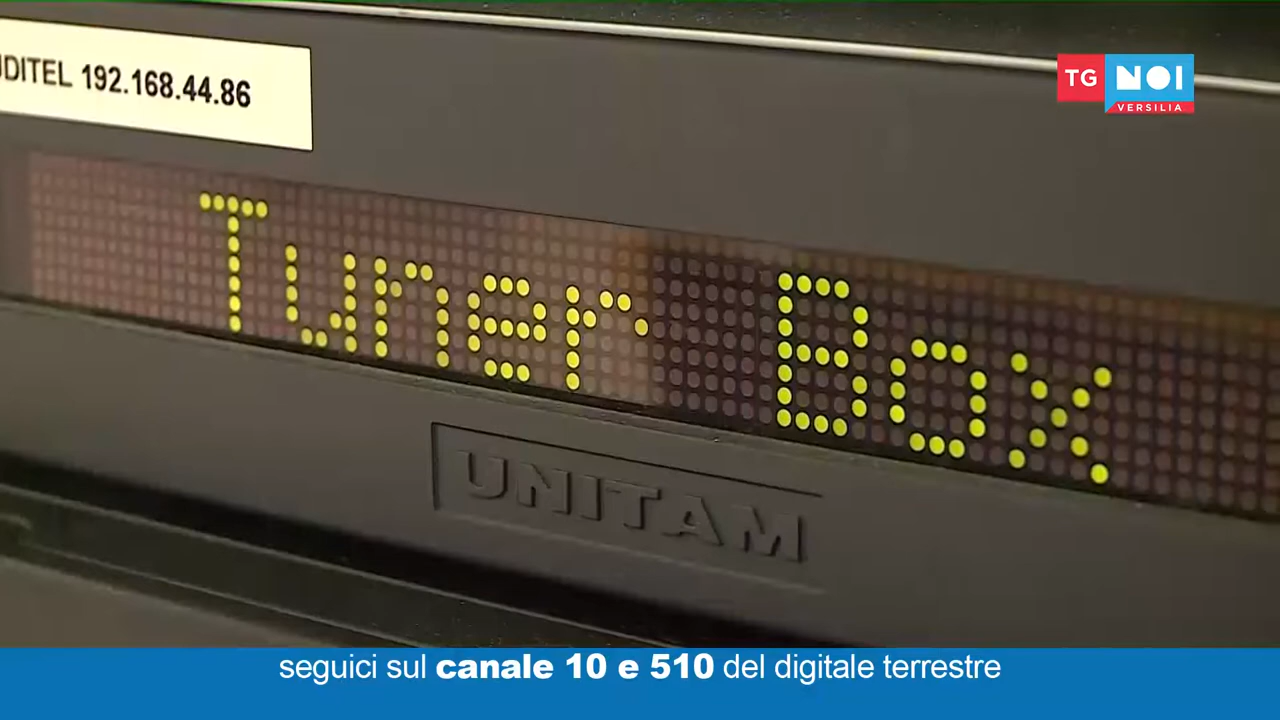 UDITEL 192.168.44.86
TG NOI
VERSILIA
Tuner Box
UNITAM
seguici sul canale 10 e 510 del digitale terrestre